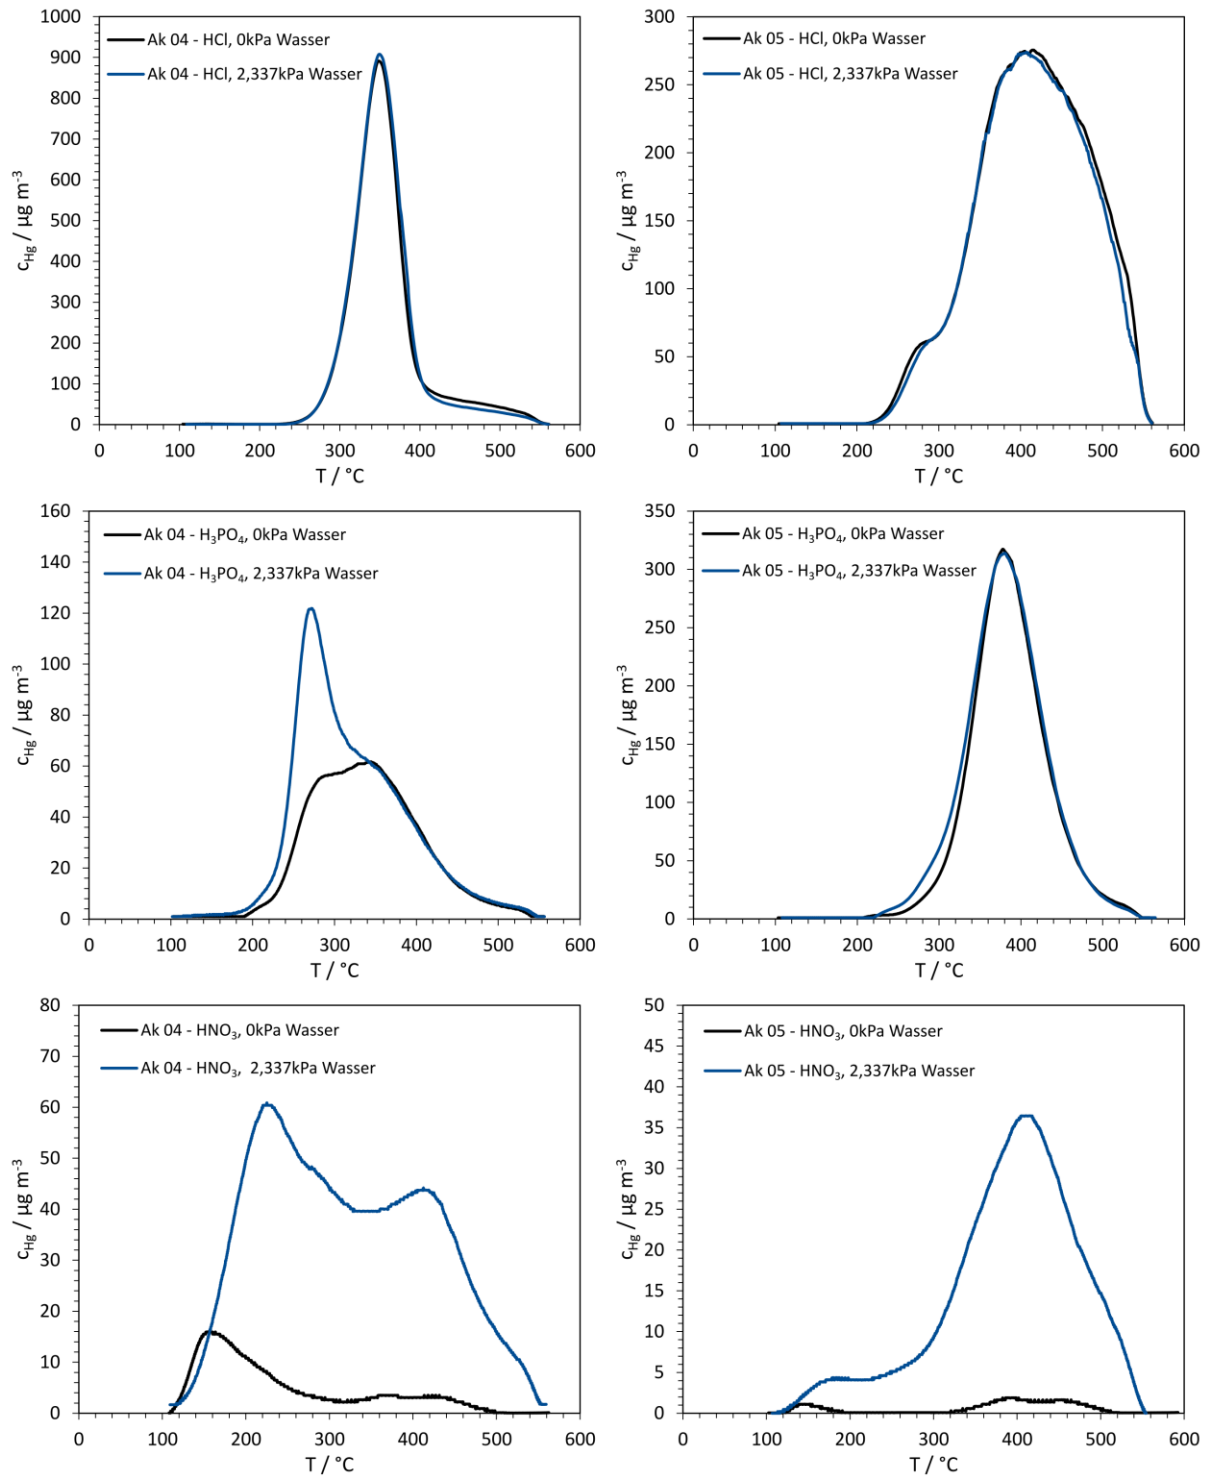 1000
900
800
700
600
500
400
300
200
100
0
c_Hg / µg m⁻³
Ak 04 - HCl, 0kPa Wasser
Ak 04 - HCl, 2,337kPa Wasser
0 100 200 300 400 500 600
T / °C
300
250
200
150
100
50
0
c_Hg / µg m⁻³
Ak 05 - HCl, 0kPa Wasser
Ak 05 - HCl, 2,337kPa Wasser
0 100 200 300 400 500 600
T / °C
160
140
120
100
80
60
40
20
0
c_Hg / µg m⁻³
Ak 04 - H₃PO₄, 0kPa Wasser
Ak 04 - H₃PO₄, 2,337kPa Wasser
0 100 200 300 400 500 600
T / °C
350
300
250
200
150
100
50
0
c_Hg / µg m⁻³
Ak 05 - H₃PO₄, 0kPa Wasser
Ak 05 - H₃PO₄, 2,337kPa Wasser
0 100 200 300 400 500 600
T / °C
80
70
60
50
40
30
20
10
0
c_Hg / µg m⁻³
Ak 04 - HNO₃, 0kPa Wasser
Ak 04 - HNO₃, 2,337kPa Wasser
0 100 200 300 400 500 600
T / °C
50
45
40
35
30
25
20
15
10
5
0
c_Hg / µg m⁻³
Ak 05 - HNO₃, 0kPa Wasser
Ak 05 - HNO₃, 2,337kPa Wasser
0 100 200 300 400 500 600
T / °C